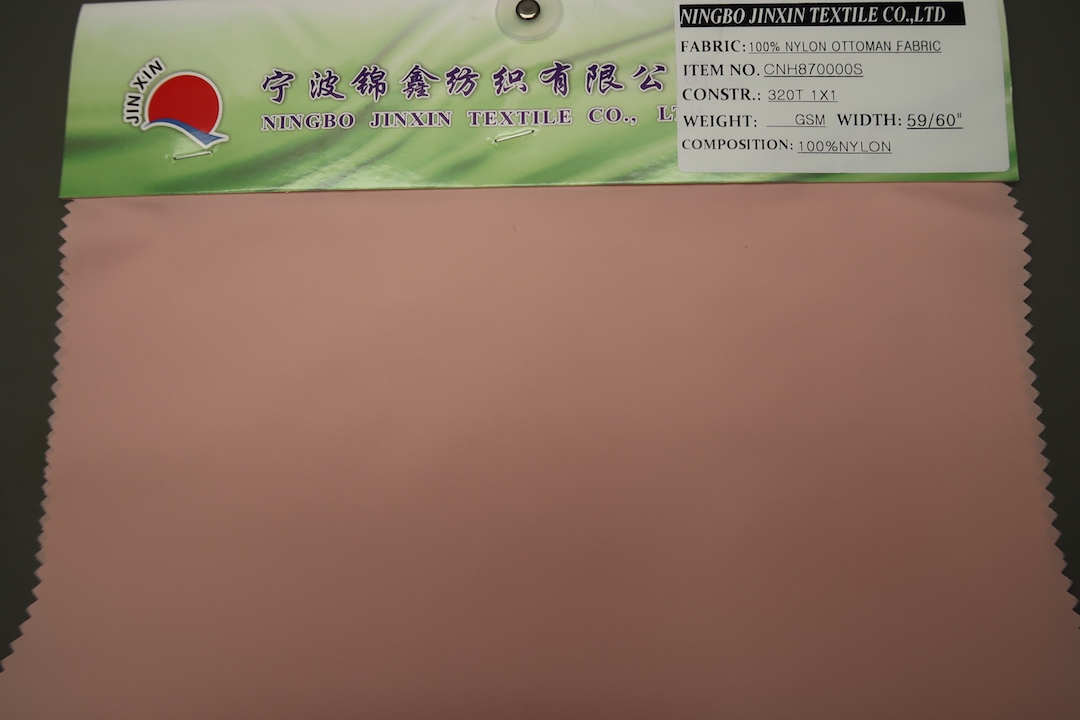 JIN XIN
宁波锦鑫纺织有限公
NINGBO JINXIN TEXTILE CO., LT
NINGBO JINXIN TEXTILE CO.,LTD
FABRIC: 100% NYLON OTTOMAN FABRIC
ITEM NO. CNH870000S
CONSTR.: 320T 1X1
WEIGHT: ___GSM WIDTH: 59/60"
COMPOSITION: 100%NYLON